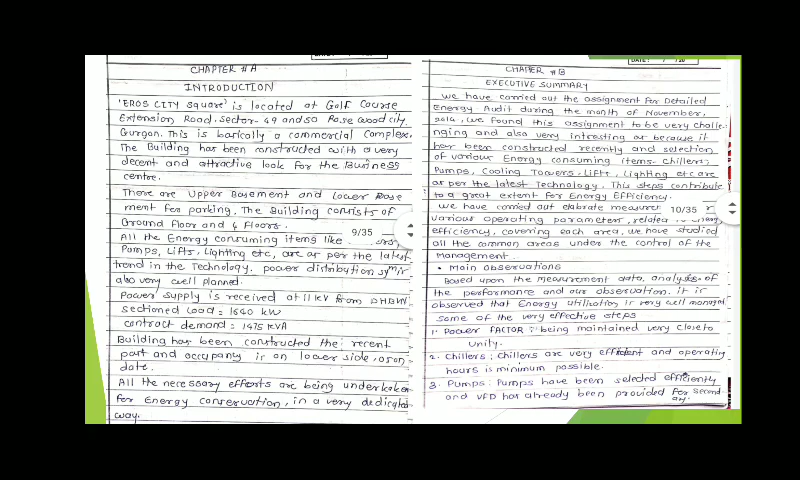 CHAPTER # A
INTRODUCTION
'EROS CITY Square' is located at Golf Course
Extension Road. Sector- 49 and 50 Rose wood city.
Gurgon. This is barically a commercial complex.
The Building has been constructed with a very
decent and attractive look for the Business
centre.
There are Upper Basement and lower Base
ment for parking. The Building consists of
Ground Floor and 4 Floors.
All the Energy consuming items like
Pumps, Lifts, Lighting etc, are as per the latest
trend in the Technology. power distribution
also very well planned.
Power supply is received at 11 KV from DHBVN
sectioned Load = 1640 KW
contract demand = 1475 KVA
Building has been constructed the recent
past and occupancy is on lower side, as on
date.
All the necessary efforts are being undertaken
for Energy conservation, in a very dedicated
way.
9/35
CHAPTER # B
EXECUTIVE SUMMARY
We have carried out the assignment for Detailed
Energy Audit during the month of November,
We found this assignment to be very challe-
nging and also very interesting as because it
has been constructed recently and selection
of various Energy consuming items- chillers,
Pumps, Cooling Towers, Lifts, Lighting etc are
as per the latest Technology. This steps contribute
to a great extent for Energy Efficiency.
We have carried out elabrate
various operating parameters, related to Energy
efficiency, covering each area, we have studied
all the common areas under the control of the
Management.
• Main observations
Based upon the measurement data, analysis of
the performance and our observation. it is
observed that Energy utilisation is very well managed
some of the very effective steps
1. Power FACTOR : being maintained very close to
Unity.
2. Chillers : Chillers are very efficient and operating
hours is minimum possible.
3. Pumps : Pumps have been selected efficiently
and VFD has already been provided for second-
ary.
10/35